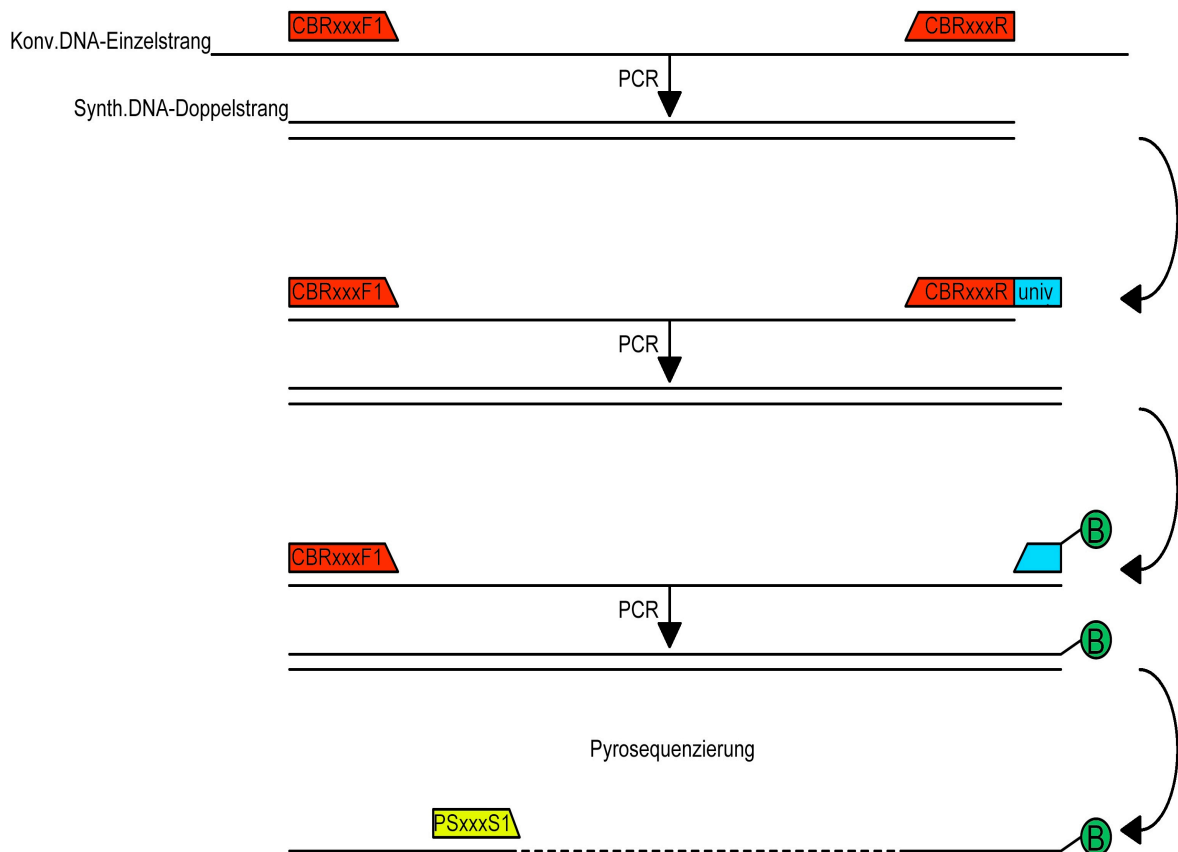 CBRxxxF1 CBRxxxR
Konv.DNA-Einzelstrang
PCR
Synth.DNA-Doppelstrang
CBRxxxF1 CBRxxxR univ
PCR
B
CBRxxxF1
PCR
B
Pyrosequenzierung
PSxxxS1
B